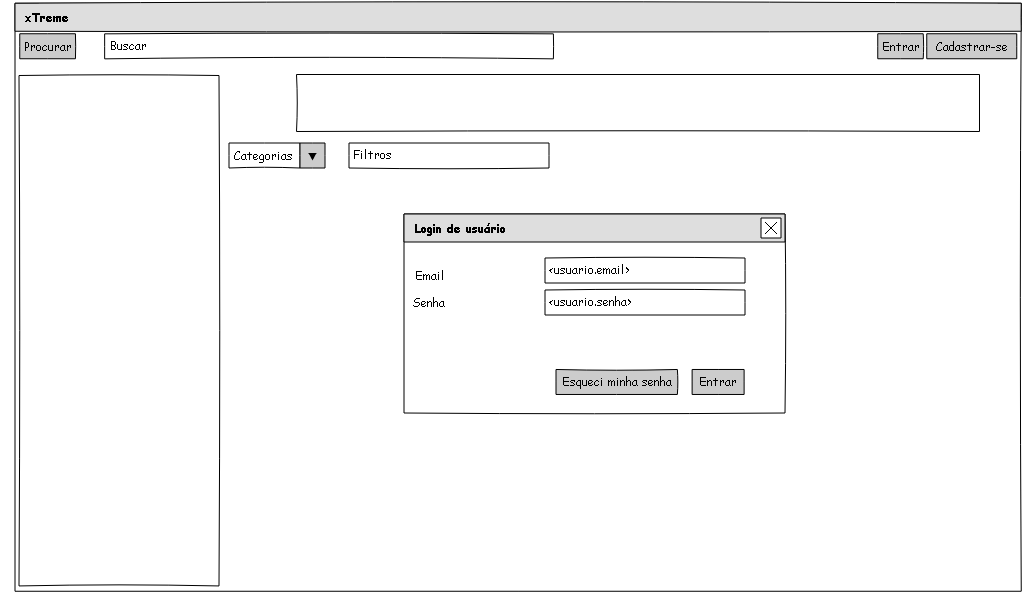 xTreme
Procurar
Buscar
Entrar
Cadastrar-se
Categorias ▼
Filtros
Login de usuário
Email
<usuario.email>
Senha
<usuario.senha>
Esqueci minha senha
Entrar